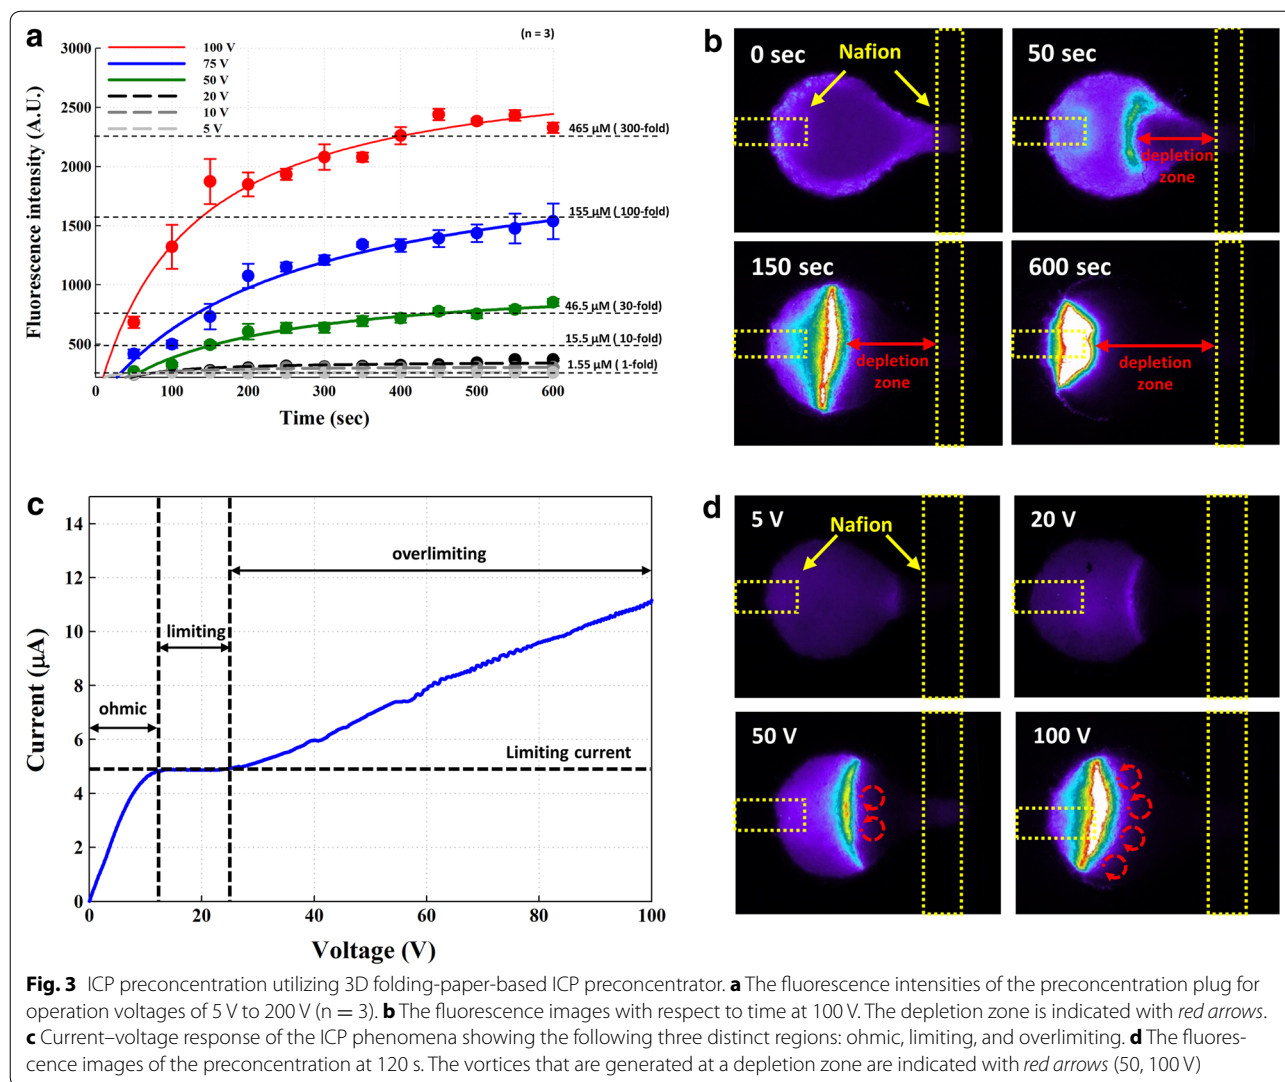 a
(n = 3)
3000
2500
2000
1500
1000
500
Fluorescence intensity (A.U.)
100 V
75 V
50 V
20 V
10 V
5 V
465 µM ( 300-fold)
155 µM ( 100-fold)
46.5 µM ( 30-fold)
15.5 µM ( 10-fold)
1.55 µM ( 1-fold)
0 100 200 300 400 500 600
Time (sec)
b
0 sec
Nafion
50 sec
depletion
zone
150 sec
depletion
zone
600 sec
depletion
zone
c
14
12
10
8
6
4
2
0
Current (µA)
overlimiting
limiting
ohmic
Limiting current
0 20 40 60 80 100
Voltage (V)
d
5 V
Nafion
20 V
50 V
100 V
Fig. 3 ICP preconcentration utilizing 3D folding-paper-based ICP preconcentrator. a The fluorescence intensities of the preconcentration plug for
operation voltages of 5 V to 200 V (n = 3). b The fluorescence images with respect to time at 100 V. The depletion zone is indicated with red arrows.
c Current–voltage response of the ICP phenomena showing the following three distinct regions: ohmic, limiting, and overlimiting. d The fluores-
cence images of the preconcentration at 120 s. The vortices that are generated at a depletion zone are indicated with red arrows (50, 100 V)